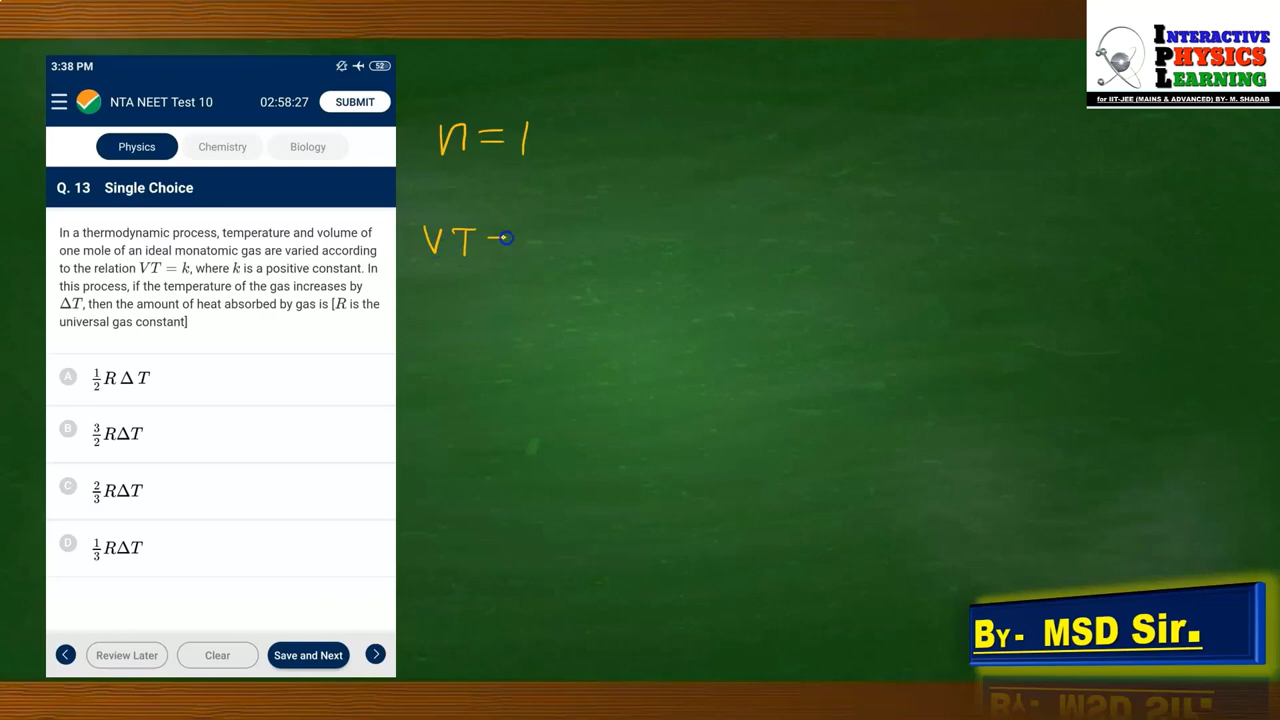 INTERACTIVE
PHYSICS
LEARNING
for IIT-JEE (MAINS & ADVANCED) BY- M. SHADAB
3:38 PM 52
NTA NEET Test 10 02:58:27 SUBMIT
Physics Chemistry Biology
Q. 13 Single Choice
In a thermodynamic process, temperature and volume of
one mole of an ideal monatomic gas are varied according
to the relation VT = k, where k is a positive constant. In
this process, if the temperature of the gas increases by
ΔT, then the amount of heat absorbed by gas is [R is the
universal gas constant]
A 1/2 R Δ T
B 3/2 RΔT
C 2/3 RΔT
D 1/3 RΔT
Review Later Clear Save and Next
n = 1
V T -
By- MSD Sir.